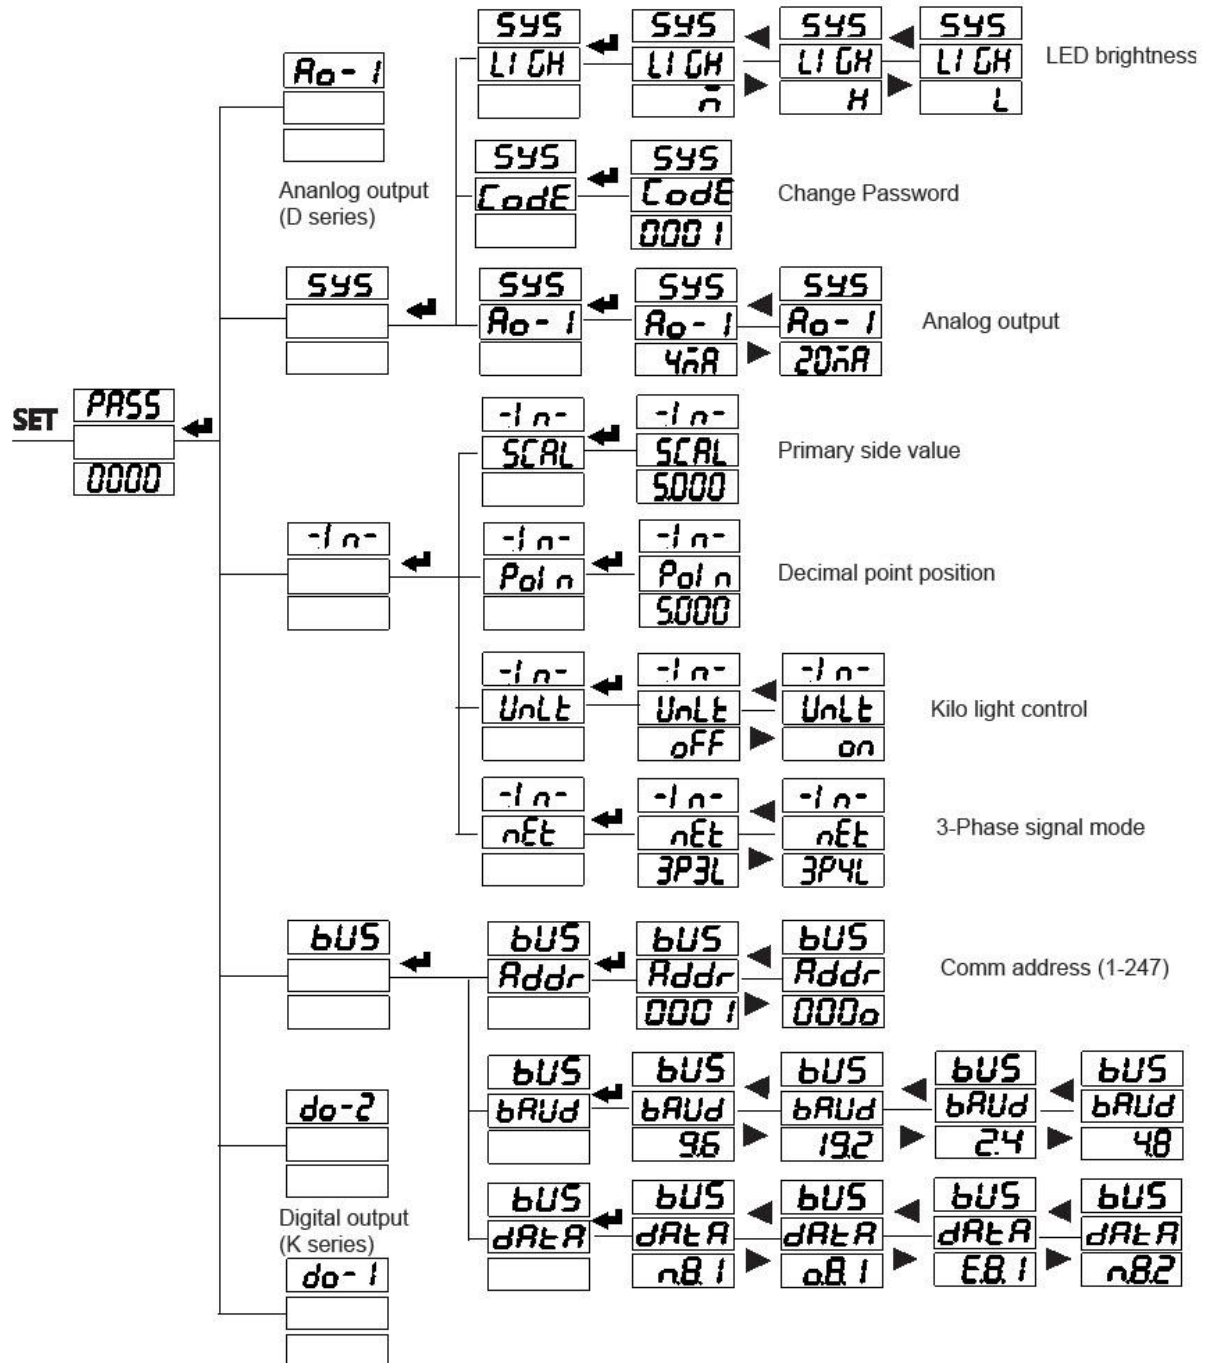 SYS SYS SYS SYS
LIGH LIGH LIGH LIGH LED brightness
n̄ H L
Ao-1
Ananlog output
(D series)
SYS SYS
CodE CodE Change Password
0001
SYS SYS SYS SYS
Ao-1 Ao-1 Ao-1 Analog output
4n̄A 20n̄A
SET PASS
0000
-In- -In-
SCAL SCAL Primary side value
5.000
-In- -In- -In-
PoIn PoIn Decimal point position
5.000
-In- -In- -In-
UnLt UnLt UnLt Kilo light control
oFF on
-In- -In- -In-
nEt nEt nEt 3-Phase signal mode
3P3L 3P4L
bUS bUS bUS bUS
Addr Addr Addr Comm address (1-247)
0001 000o
bUS bUS bUS bUS bUS
bAUd bAUd bAUd bAUd bAUd
9.6 19.2 2.4 4.8
do-2
Digital output
(K series)
bUS bUS bUS bUS bUS
dAtA dAtA dAtA dAtA dAtA
n.8.1 o.8.1 E.8.1 n.8.2
do-1